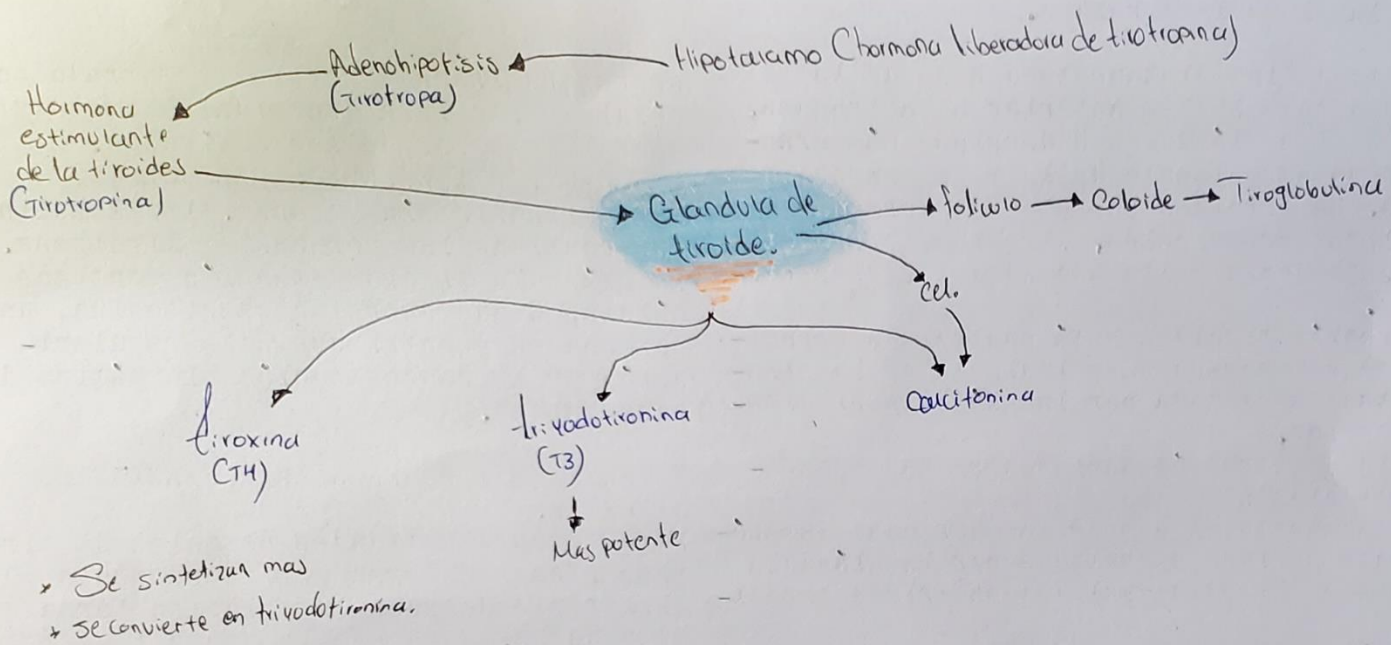 Hipotalamo (hormona liberadora de tirotropina)
Adenohipofisis
(Tirotropa)
Hormona
estimulante
de la tiroides
(Tirotropina)
Glandula de
tiroide.
foliculo
Coloide
Tiroglobulina
Cel.
Calcitonina
triyodotironina
(T3)
Mas potente
tiroxina
(T4)
* Se sintetizan mas
* se convierte en triyodotironina.